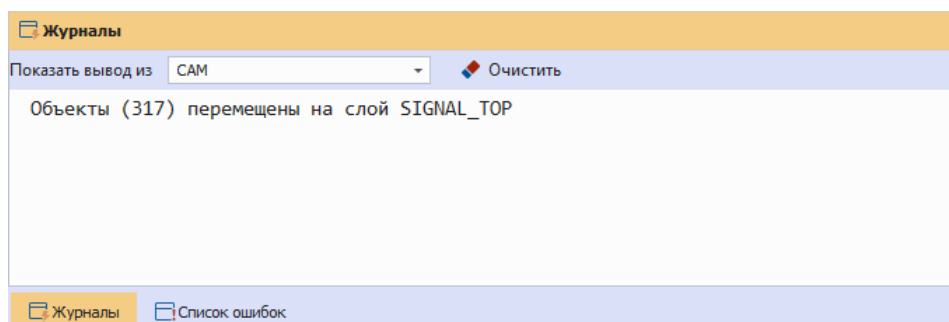 Журналы
Показать вывод из CAM Очистить
Объекты (317) перемещены на слой SIGNAL_TOP
Журналы Список ошибок